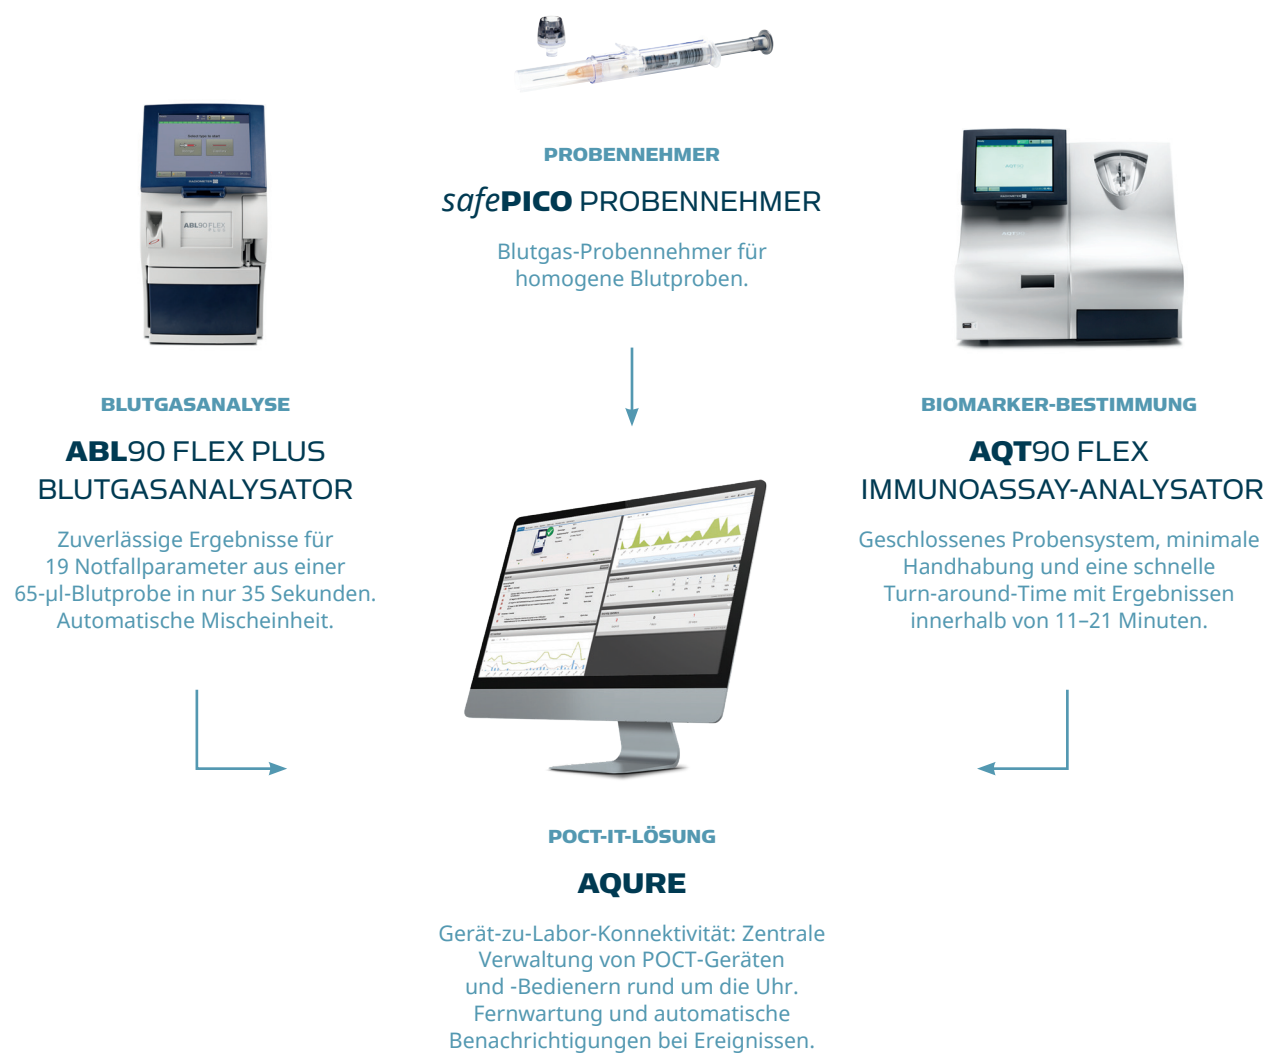 PROBENNEHMER
safePICO PROBENNEHMER
Blutgas-Probennehmer für
homogene Blutproben.
ABL90 FLEX
PLUS
BLUTGASANALYSE
ABL90 FLEX PLUS
BLUTGASANALYSATOR
Zuverlässige Ergebnisse für
19 Notfallparameter aus einer
65-µl-Blutprobe in nur 35 Sekunden.
Automatische Mischeinheit.
BIOMARKER-BESTIMMUNG
AQT90 FLEX
IMMUNOASSAY-ANALYSATOR
Geschlossenes Probensystem, minimale
Handhabung und eine schnelle
Turn-around-Time mit Ergebnissen
innerhalb von 11–21 Minuten.
POCT-IT-LÖSUNG
AQURE
Gerät-zu-Labor-Konnektivität: Zentrale
Verwaltung von POCT-Geräten
und -Bedienern rund um die Uhr.
Fernwartung und automatische
Benachrichtigungen bei Ereignissen.